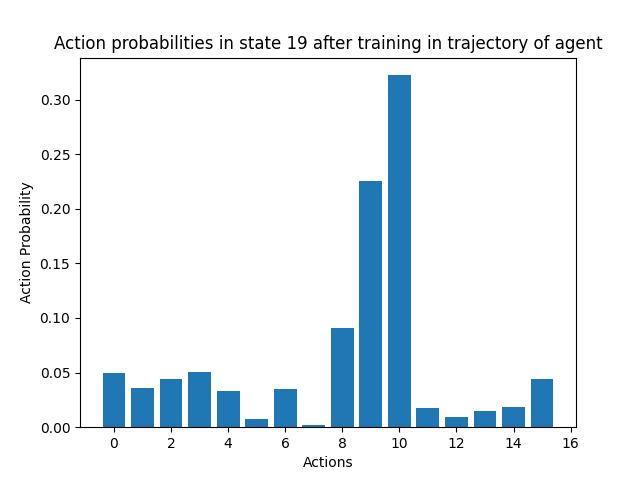 Action probabilities in state 19 after training in trajectory of agent
0.30
0.25
0.20
0.15
0.10
0.05
0.00
Action Probability
0 2 4 6 8 10 12 14 16
Actions